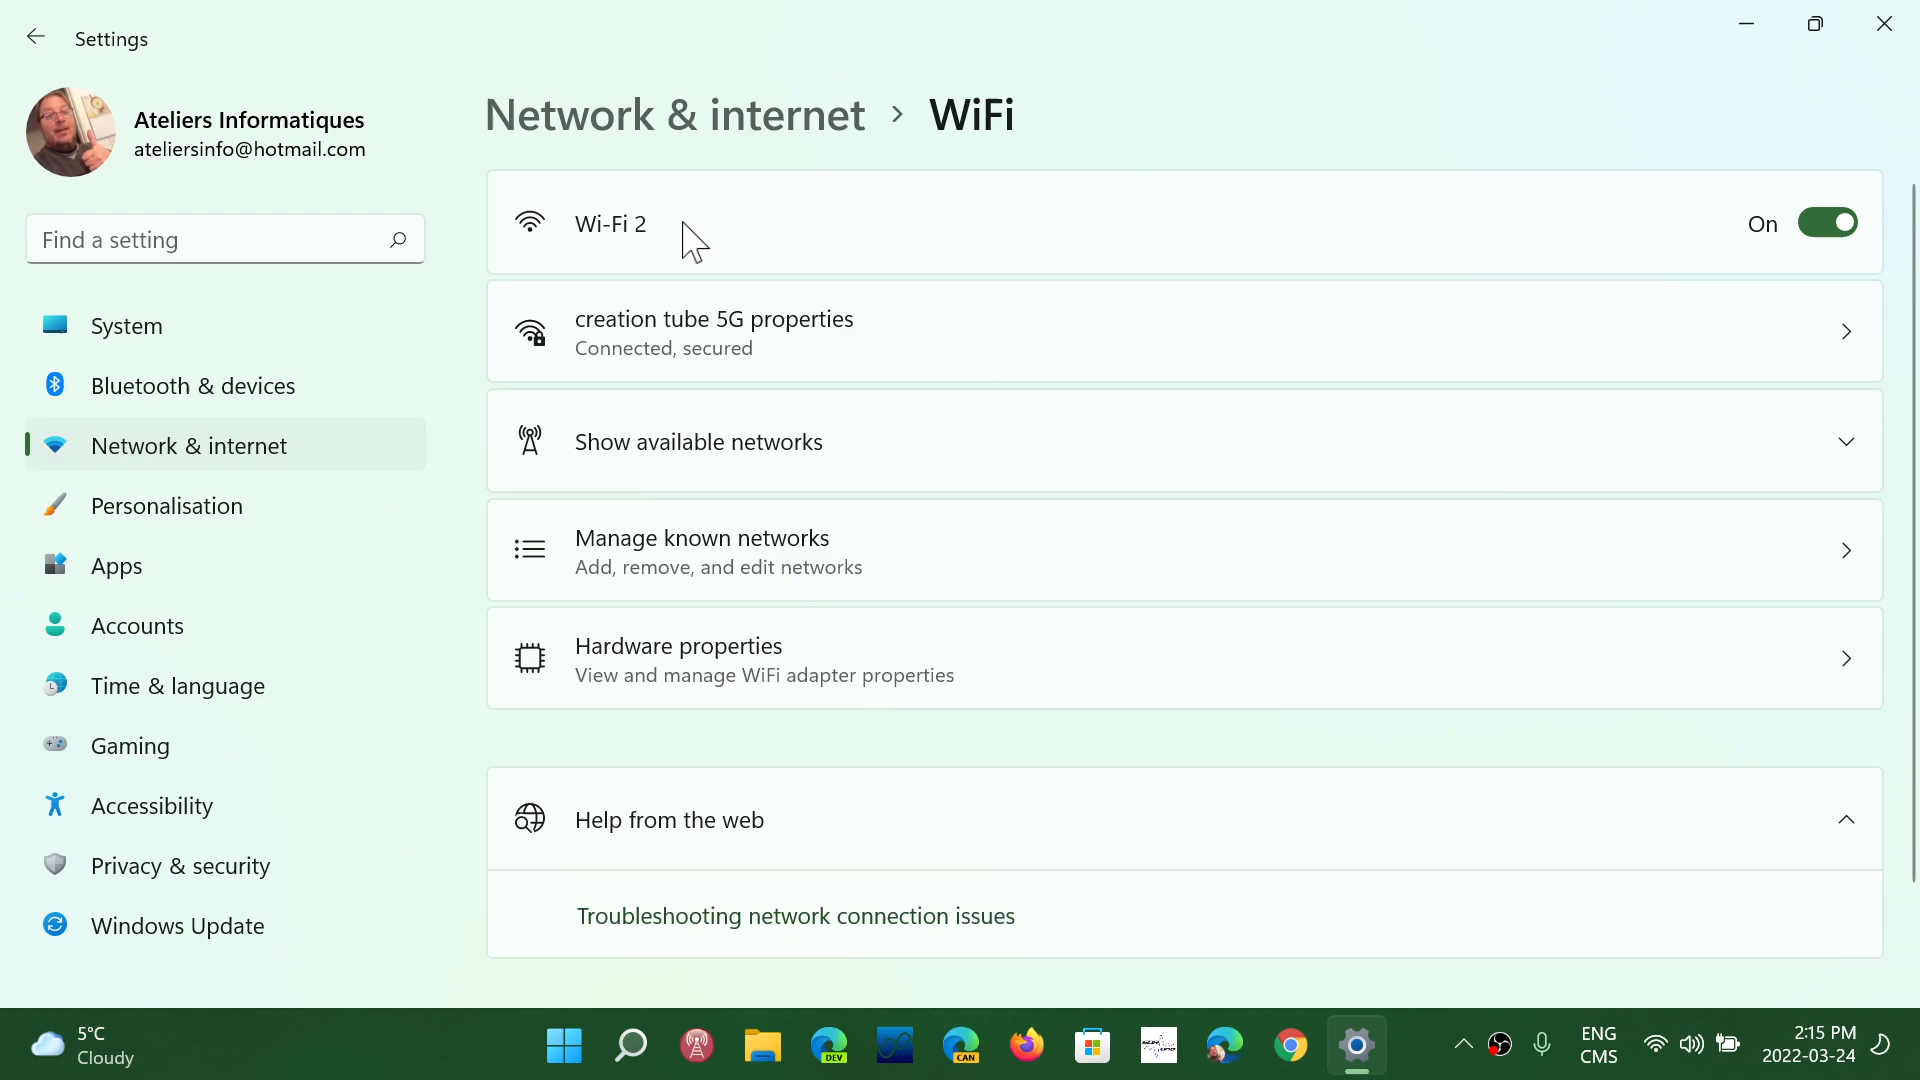 Settings
Ateliers Informatiques
ateliersinfo@hotmail.com
Find a setting
System
Bluetooth & devices
Network & internet
Personalisation
Apps
Accounts
Time & language
Gaming
Accessibility
Privacy & security
Windows Update
Network & internet > WiFi
Wi-Fi 2
On
creation tube 5G properties
Connected, secured
Show available networks
Manage known networks
Add, remove, and edit networks
Hardware properties
View and manage WiFi adapter properties
Help from the web
Troubleshooting network connection issues
5°C
Cloudy
DEV
CAN
ENG
CMS
2:15 PM
2022-03-24